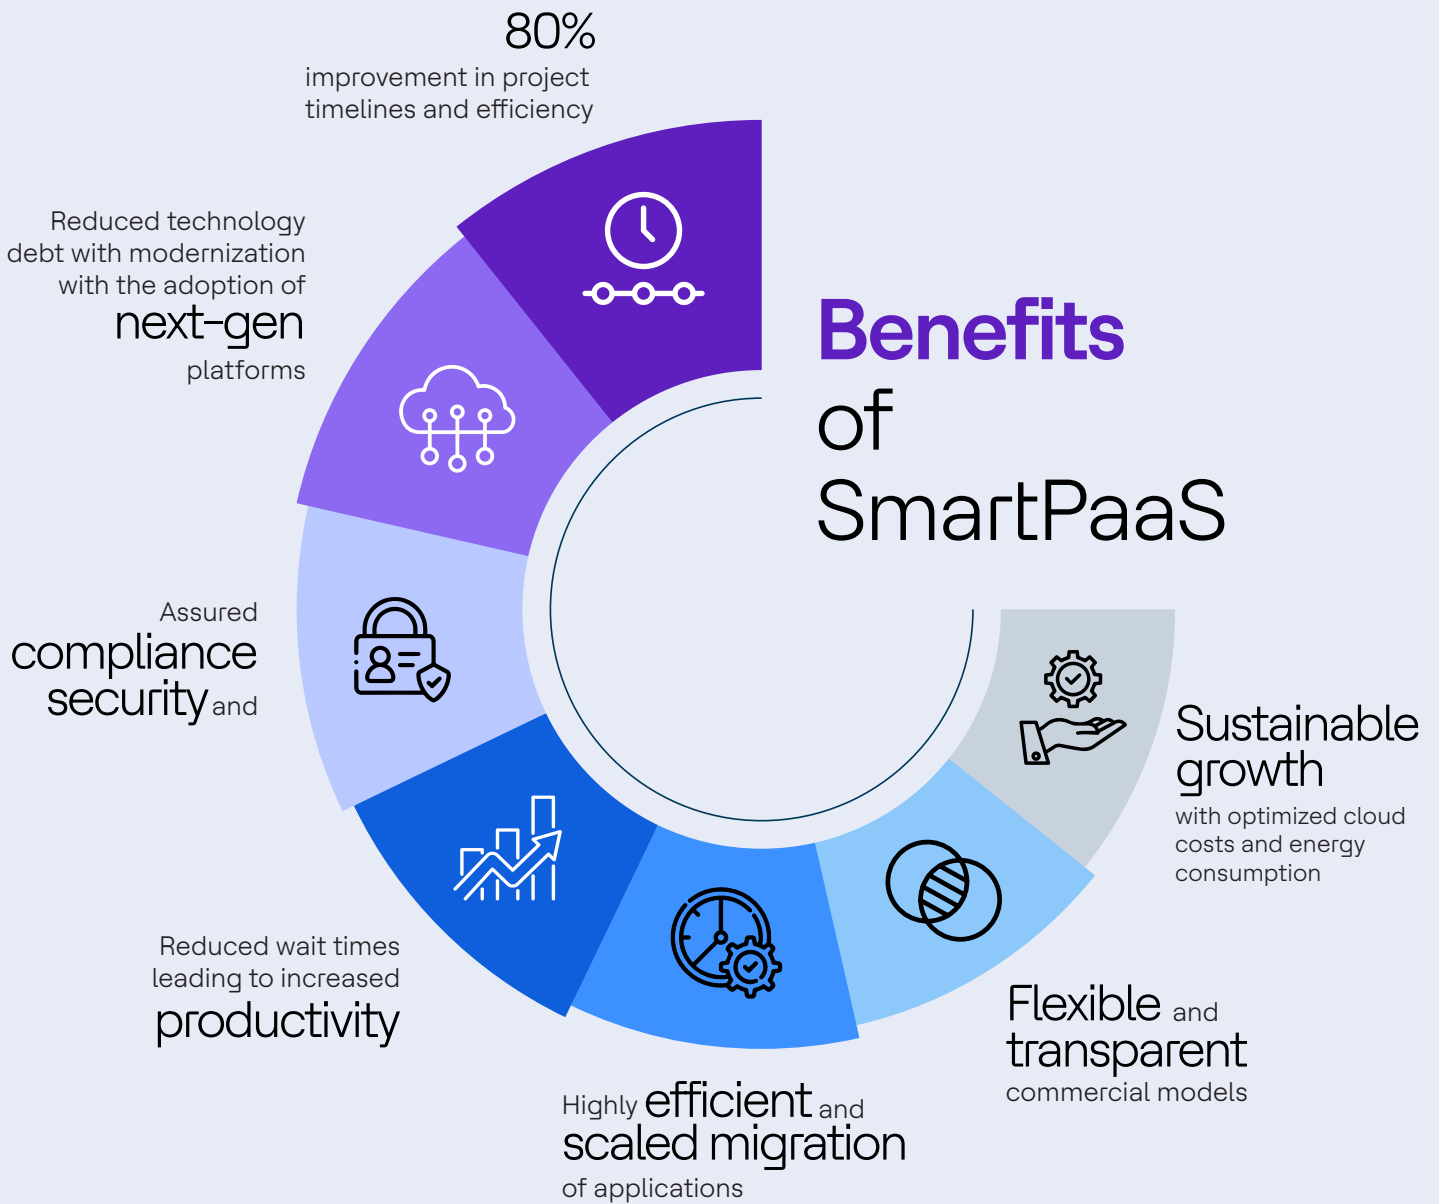 80%
improvement in project
timelines and efficiency
Reduced technology
debt with modernization
with the adoption of
next-gen
platforms
Benefits
of
SmartPaaS
Assured
compliance
security and
Sustainable
growth
with optimized cloud
costs and energy
consumption
Reduced wait times
leading to increased
productivity
Flexible and
transparent
commercial models
Highly efficient and
scaled migration
of applications